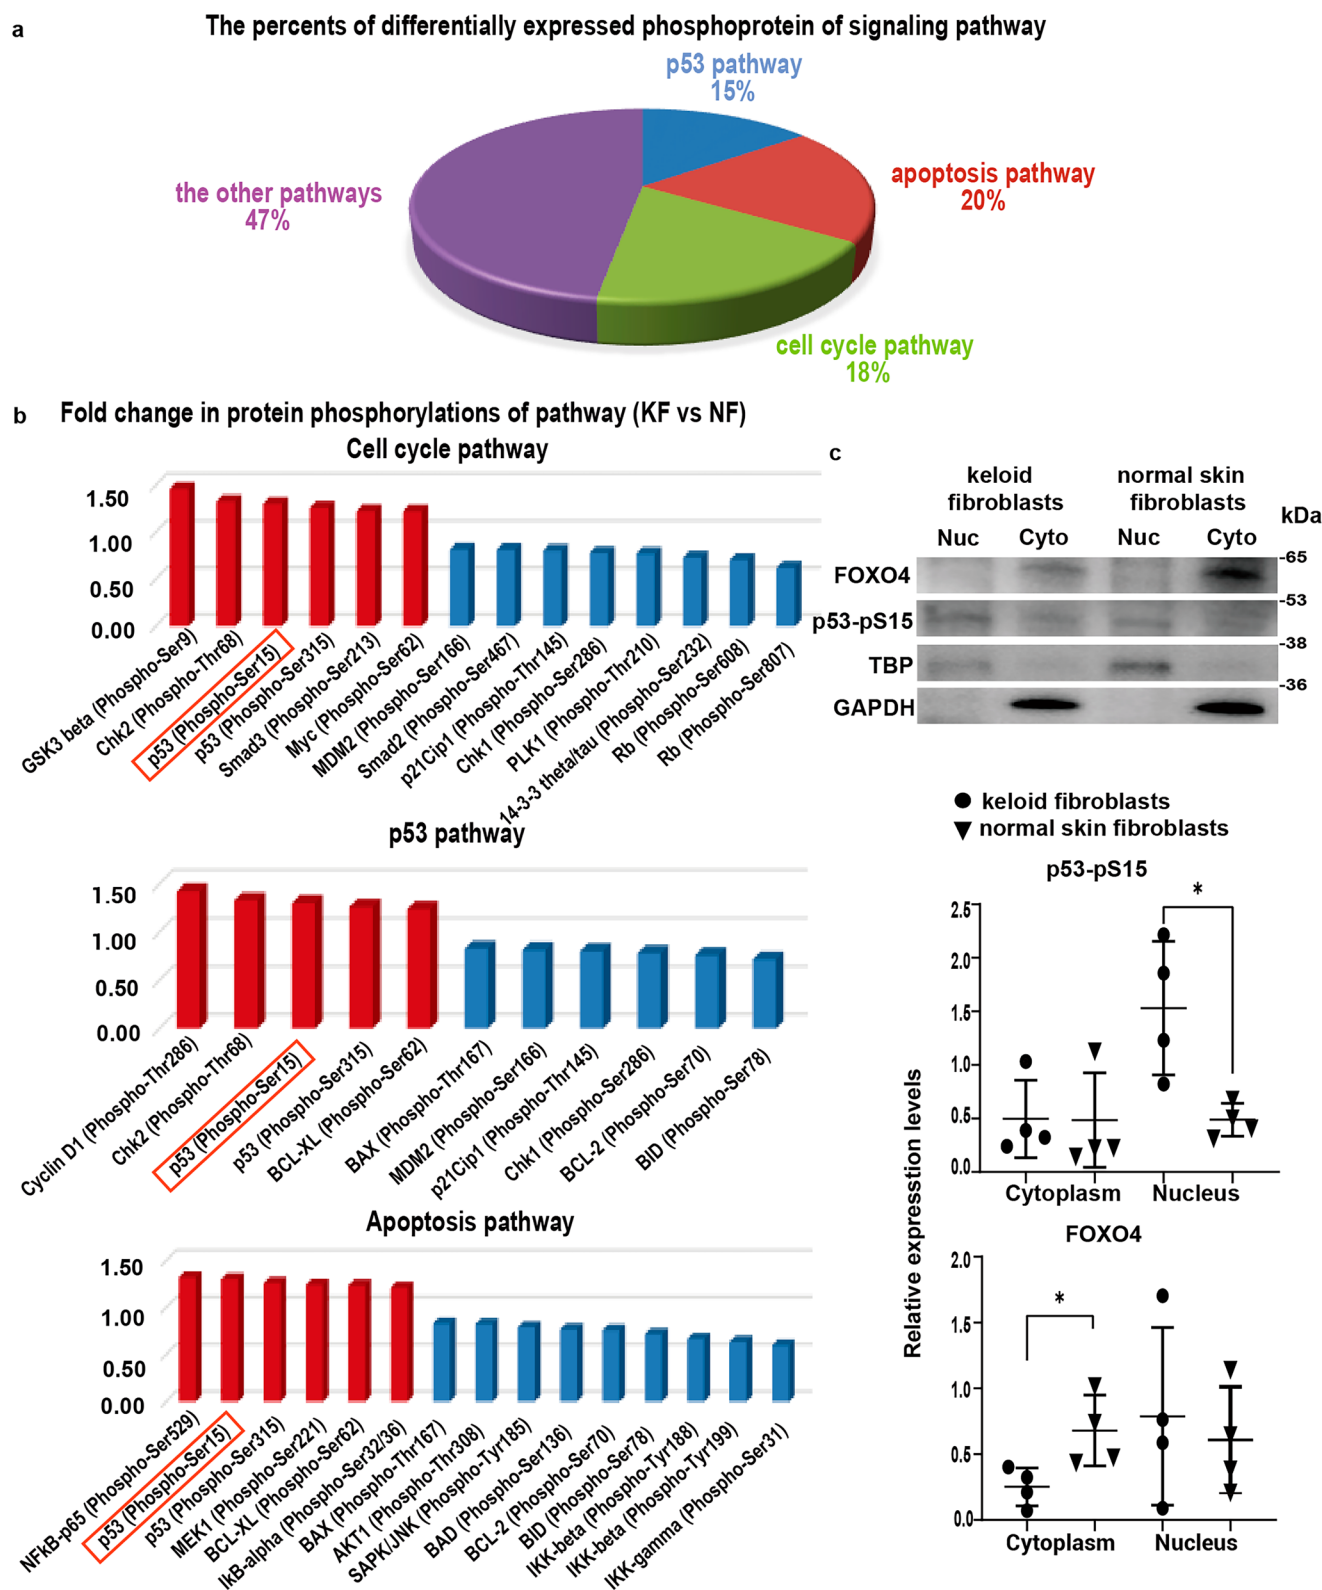 a
The percents of differentially expressed phosphoprotein of signaling pathway
p53 pathway
15%
apoptosis pathway
20%
the other pathways
47%
cell cycle pathway
18%
b
Fold change in protein phosphorylations of pathway (KF vs NF)
Cell cycle pathway
1.50
1.00
0.50
0.00
GSK3 beta (Phospho-Ser9)
Chk2 (Phospho-Thr68)
p53 (Phospho-Ser15)
p53 (Phospho-Ser315)
Smad3 (Phospho-Ser213)
Myc (Phospho-Ser62)
MDM2 (Phospho-Ser166)
Smad2 (Phospho-Ser467)
p21Cip1 (Phospho-Thr145)
Chk1 (Phospho-Ser286)
PLK1 (Phospho-Thr210)
14-3-3 theta/tau (Phospho-Ser232)
Rb (Phospho-Ser608)
Rb (Phospho-Ser807)
p53 pathway
1.50
1.00
0.50
0.00
Cyclin D1 (Phospho-Thr286)
Chk2 (Phospho-Thr68)
p53 (Phospho-Ser15)
p53 (Phospho-Ser315)
BCL-XL (Phospho-Ser62)
BAX (Phospho-Thr167)
MDM2 (Phospho-Ser166)
p21Cip1 (Phospho-Thr145)
Chk1 (Phospho-Ser286)
BCL-2 (Phospho-Ser70)
BID (Phospho-Ser78)
Apoptosis pathway
1.50
1.00
0.50
0.00
NFkB-p65 (Phospho-Ser529)
p53 (Phospho-Ser15)
p53 (Phospho-Ser315)
MEK1 (Phospho-Ser221)
BCL-XL (Phospho-Ser62)
IkB-alpha (Phospho-Ser32/36)
BAX (Phospho-Thr167)
AKT1 (Phospho-Thr308)
SAPK/JNK (Phospho-Tyr185)
BAD (Phospho-Ser136)
BCL-2 (Phospho-Ser70)
BID (Phospho-Ser78)
IKK-beta (Phospho-Tyr188)
IKK-beta (Phospho-Tyr199)
IKK-gamma (Phospho-Ser31)
c
keloid
fibroblasts
normal skin
fibroblasts
kDa
Nuc
Cyto
Nuc
Cyto
FOXO4
p53-pS15
TBP
GAPDH
-65
-53
-38
-36
keloid fibroblasts
normal skin fibroblasts
p53-pS15
*
2.5
2.0
1.5
1.0
0.5
0.0
Cytoplasm
Nucleus
Relative expresstion levels
FOXO4
*
2.0
1.5
1.0
0.5
0.0
Cytoplasm
Nucleus